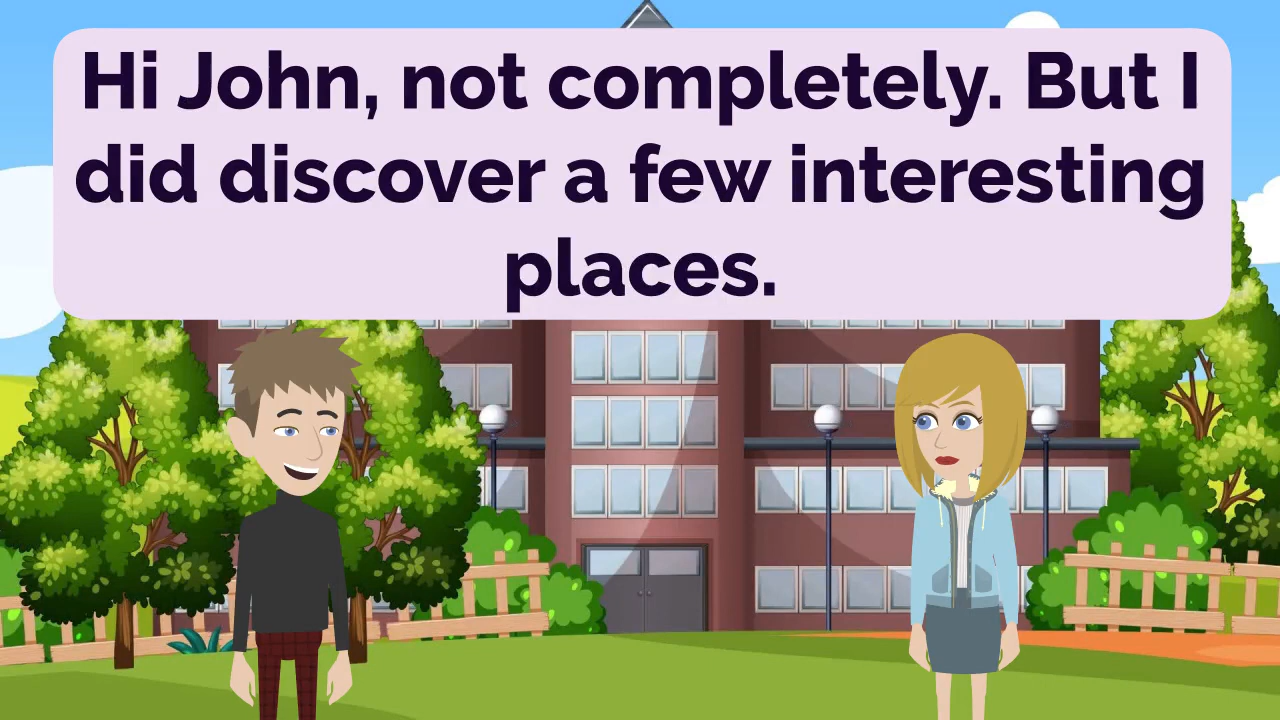 Hi John, not completely. But I
did discover a few interesting
places.